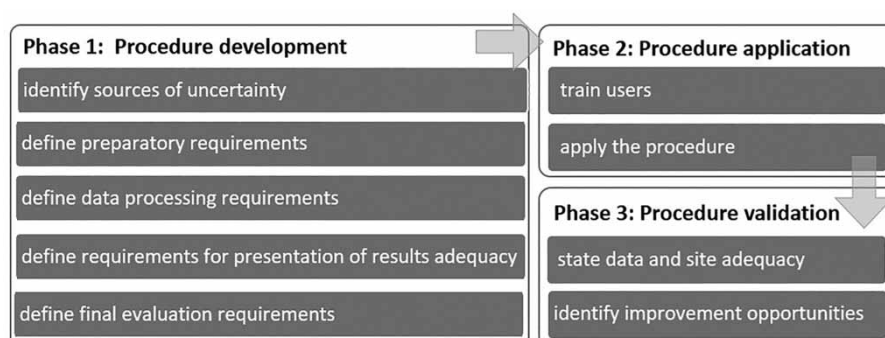 Phase 1: Procedure development
identify sources of uncertainty
define preparatory requirements
define data processing requirements
define requirements for presentation of results adequacy
define final evaluation requirements
Phase 2: Procedure application
train users
apply the procedure
Phase 3: Procedure validation
state data and site adequacy
identify improvement opportunities